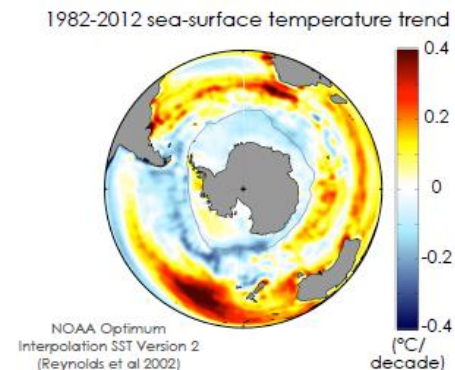 1982-2012 sea-surface temperature trend
0.4
0.2
0
-0.2
-0.4
(°C/
decade)
NOAA Optimum
Interpolation SST Version 2
(Reynolds et al 2002)